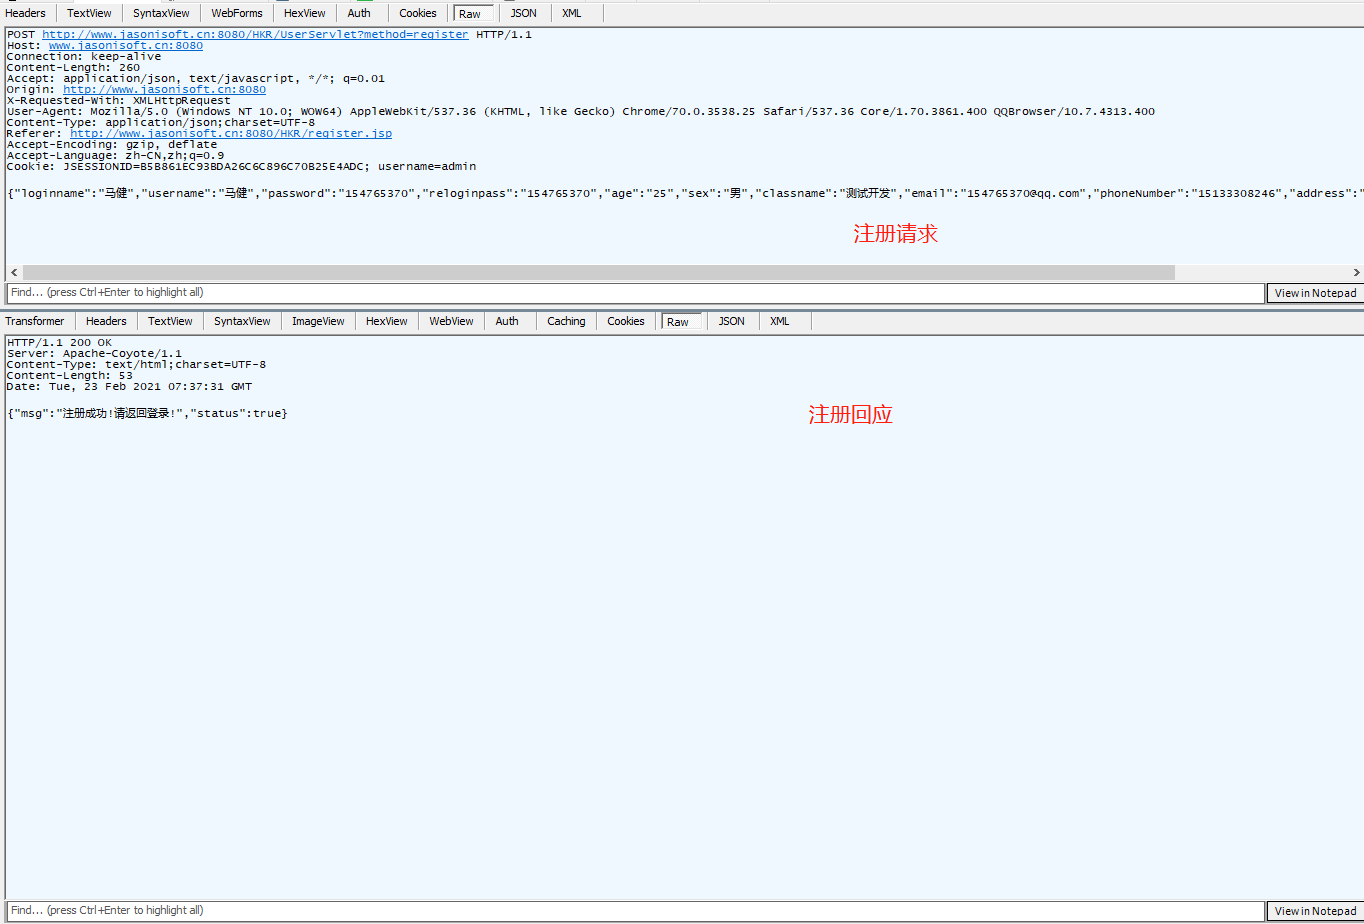 Headers TextView SyntaxView WebForms HexView Auth Cookies Raw JSON XML
POST http://www.jasonisoft.cn:8080/HKR/UserServlet?method=register HTTP/1.1
Host: www.jasonisoft.cn:8080
Connection: keep-alive
Content-Length: 260
Accept: application/json, text/javascript, */*; q=0.01
Origin: http://www.jasonisoft.cn:8080
X-Requested-With: XMLHttpRequest
User-Agent: Mozilla/5.0 (Windows NT 10.0; WOW64) AppleWebKit/537.36 (KHTML, like Gecko) Chrome/70.0.3538.25 Safari/537.36 Core/1.70.3861.400 QQBrowser/10.7.4313.400
Content-Type: application/json;charset=UTF-8
Referer: http://www.jasonisoft.cn:8080/HKR/register.jsp
Accept-Encoding: gzip, deflate
Accept-Language: zh-CN,zh;q=0.9
Cookie: JSESSIONID=B5B861EC93BDA26C6C896C70B25E4ADC; username=admin
{"loginname":"马健","username":"马健","password":"154765370","reloginpass":"154765370","age":"25","sex":"男","classname":"测试开发","email":"154765370@qq.com","phoneNumber":"15133308246","address":"
注册请求
Find... (press Ctrl+Enter to highlight all) View in Notepad
Transformer Headers TextView SyntaxView ImageView HexView WebView Auth Caching Cookies Raw JSON XML
HTTP/1.1 200 OK
Server: Apache-Coyote/1.1
Content-Type: text/html;charset=UTF-8
Content-Length: 53
Date: Tue, 23 Feb 2021 07:37:31 GMT
{"msg":"注册成功!请返回登录!","status":true}
注册回应
Find... (press Ctrl+Enter to highlight all) View in Notepad